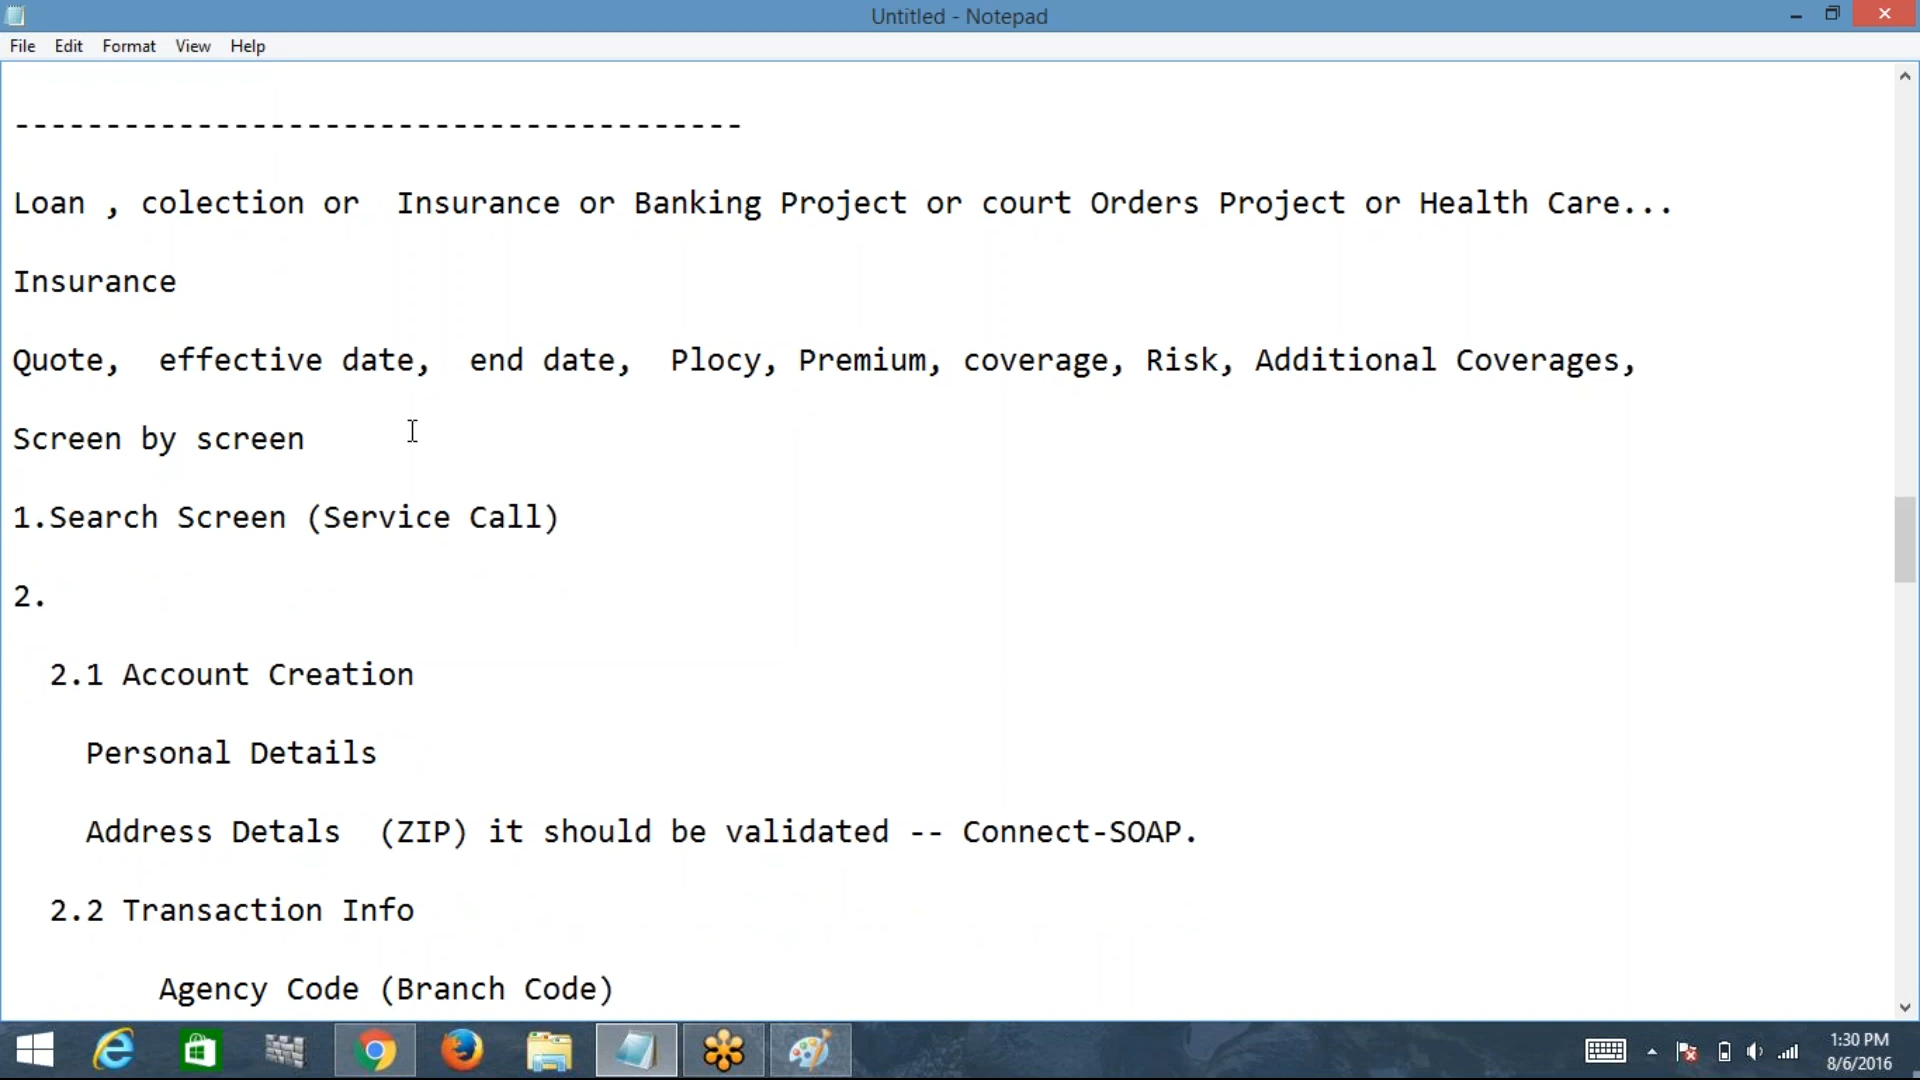 Untitled - Notepad
File Edit Format View Help
----------------------------------------
Loan , colection or  Insurance or Banking Project or court Orders Project or Health Care...
Insurance
Quote,  effective date,  end date,  Plocy, Premium, coverage, Risk, Additional Coverages,
Screen by screen
1.Search Screen (Service Call)
2.
2.1 Account Creation
Personal Details
Address Detals  (ZIP) it should be validated -- Connect-SOAP.
2.2 Transaction Info
Agency Code (Branch Code)
1:30 PM
8/6/2016